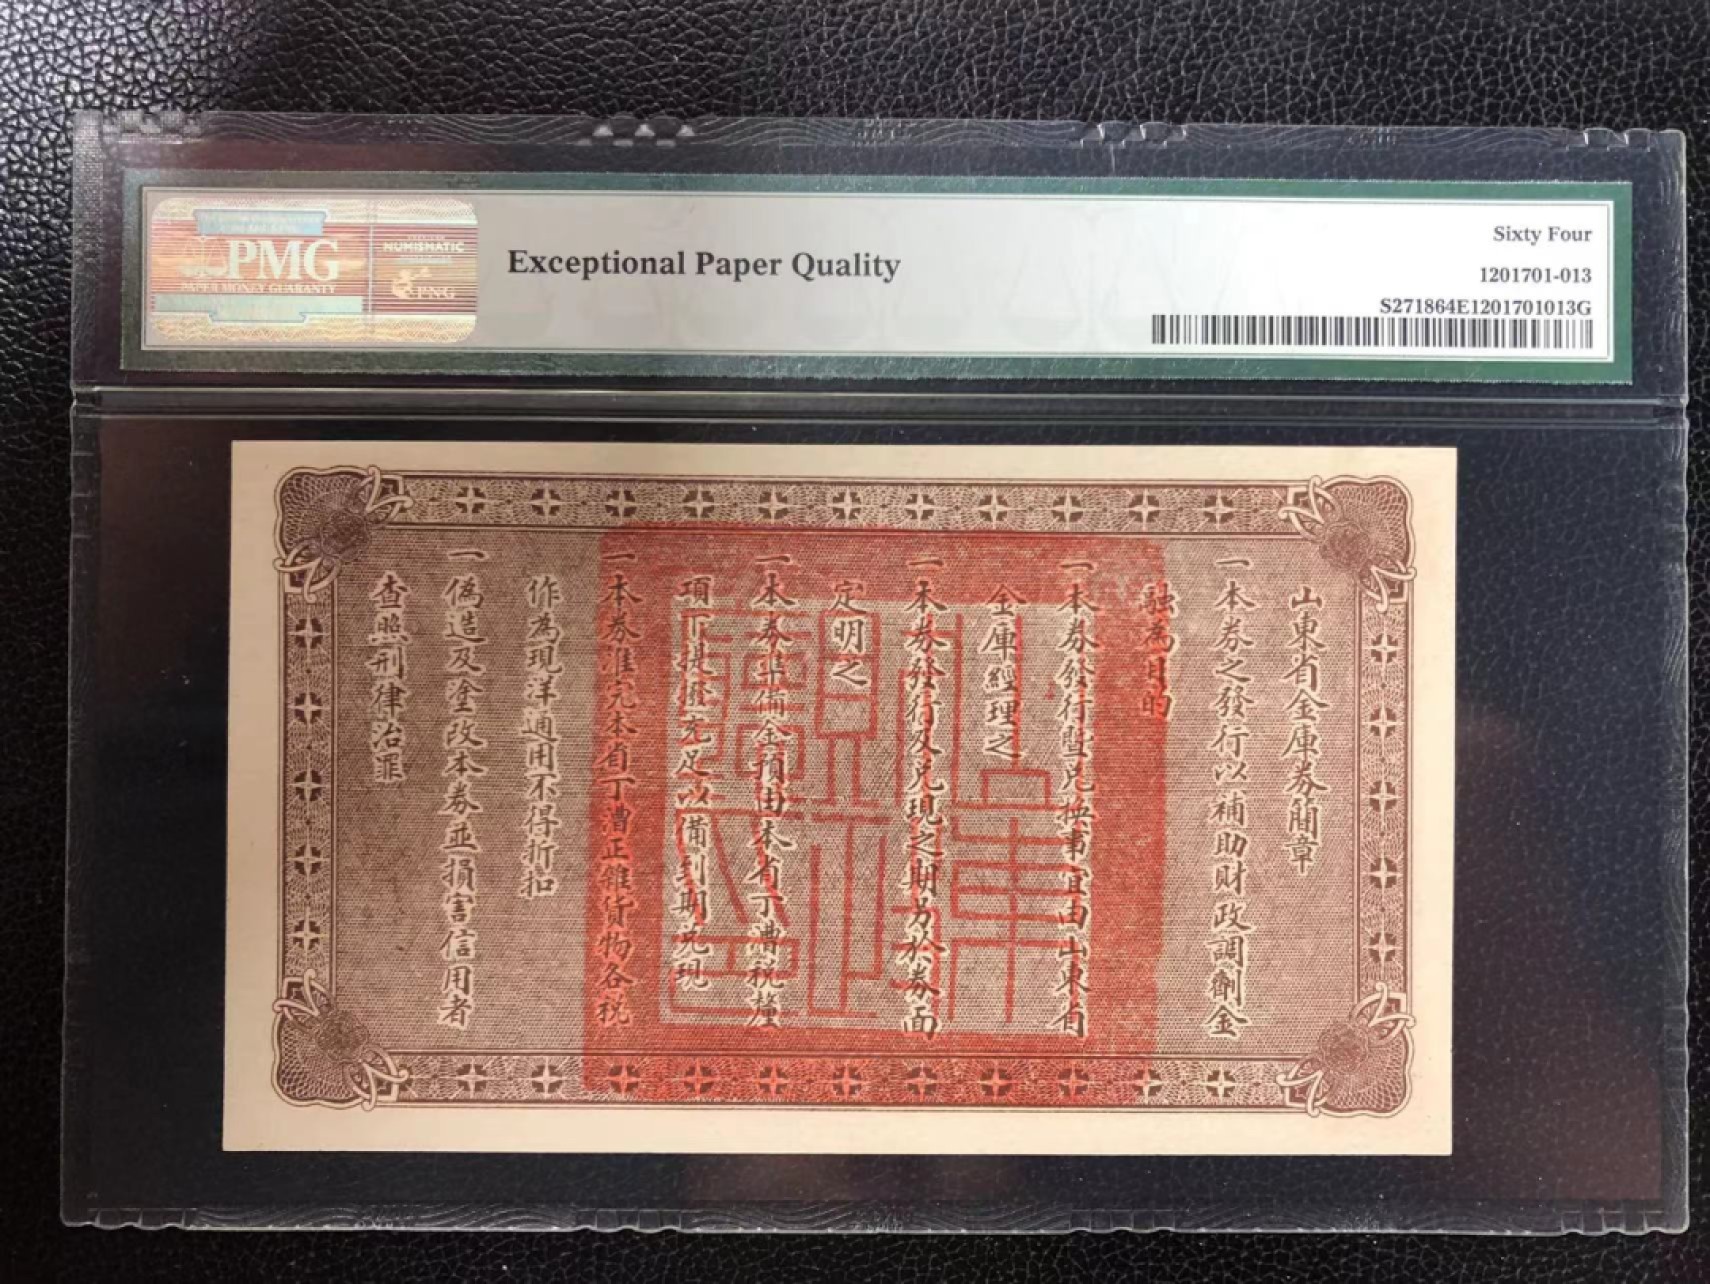 PMG
PAPER MONEY GUARANTY
NUMISMATIC
PNG
Exceptional Paper Quality
Sixty Four
1201701-013
S271864E1201701013G
山東省金庫券簡章
一本券之發行以補助財政調劑金
融為目的
一本券發行暨兌換事宜由山東省
金庫經理之
一本券發行及兌現之期另於券面
定明之
一本券準備金預由本省丁漕稅釐
項下提撥充足以備到期兌現
一本券准完本省丁漕正雜貨物各稅
作為現洋通用不得折扣
一偽造及塗改本券並損害信用者
查照刑律治罪